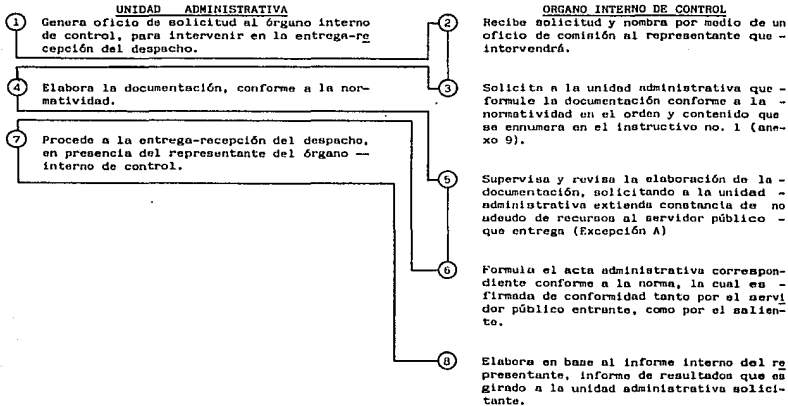 UNIDAD ADMINISTRATIVA
1 Genera oficio de solicitud al órgano interno
de control, para intervenir en la entrega-re
cepción del despacho.
4 Elabora la documentación, conforme a la nor-
matividad.
7 Procede a la entrega-recepción del despacho,
en presencia del representante del órgano —
interno de control.
ORGANO INTERNO DE CONTROL
2 Recibe solicitud y nombra por medio de un
oficio de comisión al representante que -
intervendrá.
3 Solicita a la unidad administrativa que -
formule la documentación conforme a la -
normatividad en el orden y contenido que
se ennumera en el instructivo no. 1 (ane-
xo 9).
5 Supervisa y revisa la elaboración de la -
documentación, solicitando a la unidad -
administrativa extienda constancia de no
adeudo de recursos al servidor público -
que entrega (Excepción A)
6 Formula el acta administrativa correspon-
diente conforme a la norma, la cual es -
firmada de conformidad tanto por el servi
dor público entrante, como por el salien-
te.
8 Elabora en base al informe interno del re
presentante, informe de resultados que es
girado a la unidad administrativa solici-
tante.